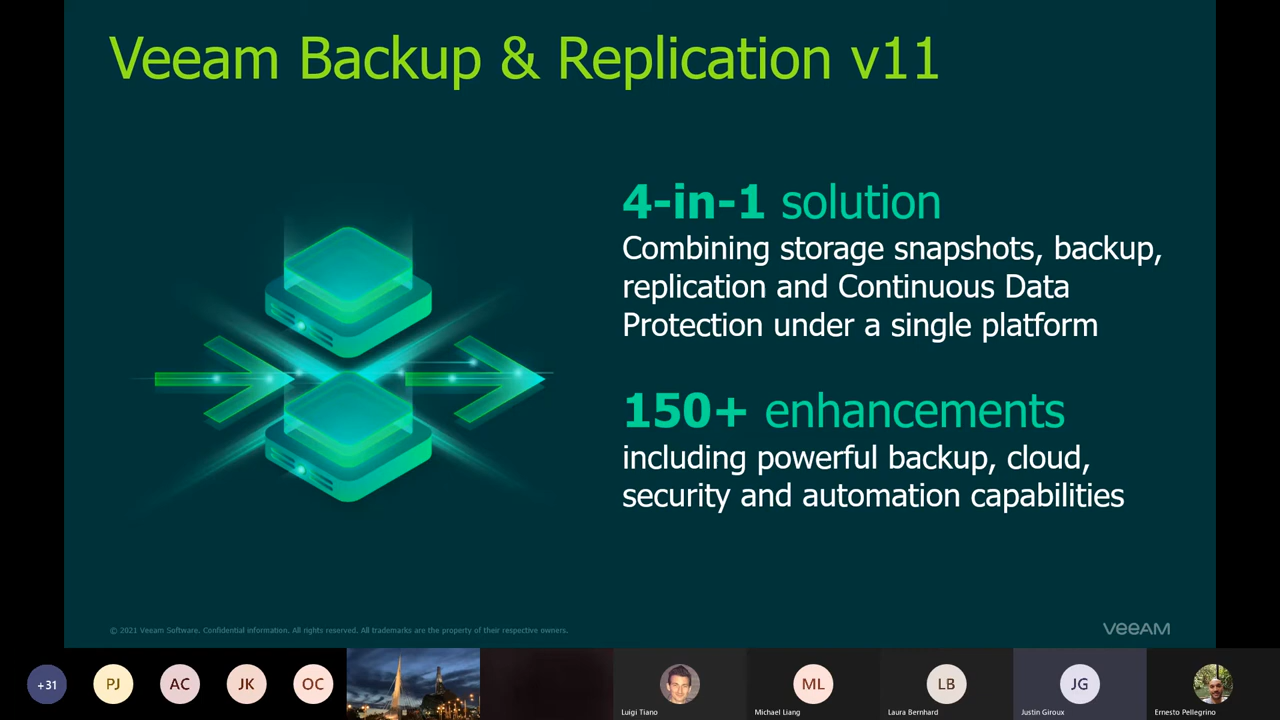 Veeam Backup & Replication v11
4-in-1 solution
Combining storage snapshots, backup,
replication and Continuous Data
Protection under a single platform
150+ enhancements
including powerful backup, cloud,
security and automation capabilities
© 2021 Veeam Software. Confidential information. All rights reserved. All trademarks are the property of their respective owners.
VEEAM
+31
PJ
AC
JK
OC
ML
LB
JG
Luigi Tiano
Michael Liang
Laura Bernhard
Justin Giroux
Ernesto Pellegrino